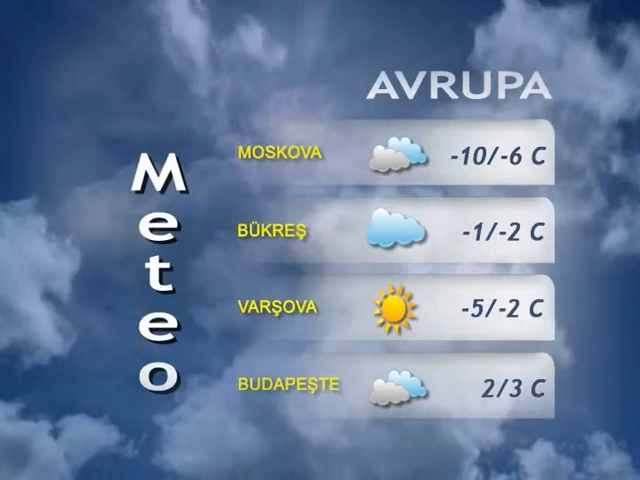 AVRUPA
Meteo
MOSKOVA -10/-6 C
BÜKREŞ -1/-2 C
VARŞOVA -5/-2 C
BUDAPEŞTE 2/3 C